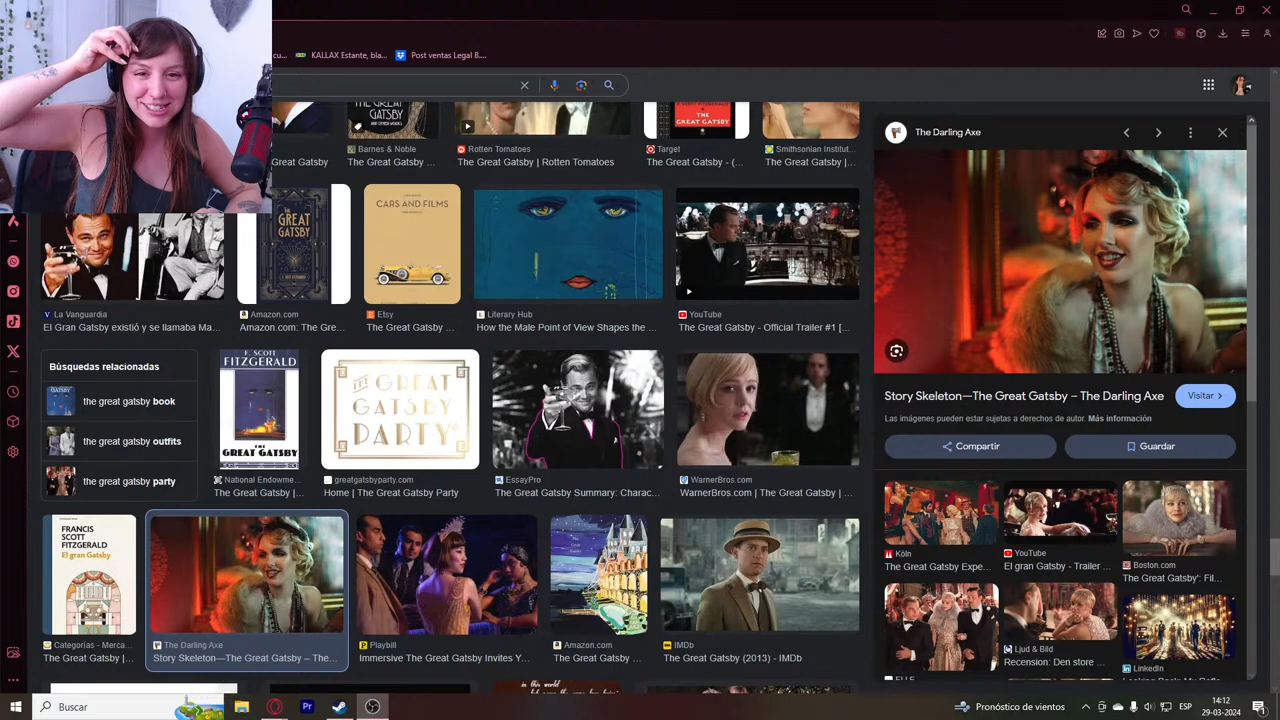 cu...
KALLAX Estante, bla...
Post ventas Legal B....
Barnes & Noble
Rotten Tomatoes
Target
Smithsonian Institut...
Great Gatsby
The Great Gatsby ...
The Great Gatsby | Rotten Tomatoes
The Great Gatsby - (...
The Great Gatsby | ...
THE GREAT GATSBY
THE GREAT
GATSBY
CARS AND FILMS
La Vanguardia
Amazon.com
Etsy
Literary Hub
YouTube
El Gran Gatsby existió y se llamaba Ma...
Amazon.com: The Gre...
The Great Gatsby ...
How the Male Point of View Shapes the ...
The Great Gatsby - Official Trailer #1 [...
Búsquedas relacionadas
the great gatsby book
the great gatsby outfits
the great gatsby party
F. SCOTT
FITZGERALD
THE
GREAT GATSBY
THE
GREAT
GATSBY
PARTY
National Endowme...
greatgatsbyparty.com
EssayPro
WarnerBros.com
The Great Gatsby |...
Home | The Great Gatsby Party
The Great Gatsby Summary: Charac...
WarnerBros.com | The Great Gatsby | ...
FRANCIS
SCOTT
FITZGERALD
El gran Gatsby
Categorías - Merca...
The Darling Axe
Playbill
Amazon.com
IMDb
The Great Gatsby |...
Story Skeleton—The Great Gatsby – The...
Immersive The Great Gatsby Invites Y...
The Great Gatsby ...
The Great Gatsby (2013) - IMDb
in this world
The Darling Axe
Story Skeleton—The Great Gatsby – The Darling Axe
Visitar
Las imágenes pueden estar sujetas a derechos de autor. Más información
Compartir
Guardar
Köln
The Great Gatsby Expe...
YouTube
El gran Gatsby - Trailer ...
Boston.com
The Great Gatsby': Fil...
Ljud & Bild
Recension: Den store ...
LinkedIn
ELLE
Buscar
Pronóstico de vientos
ESP
14:12
29-03-2024